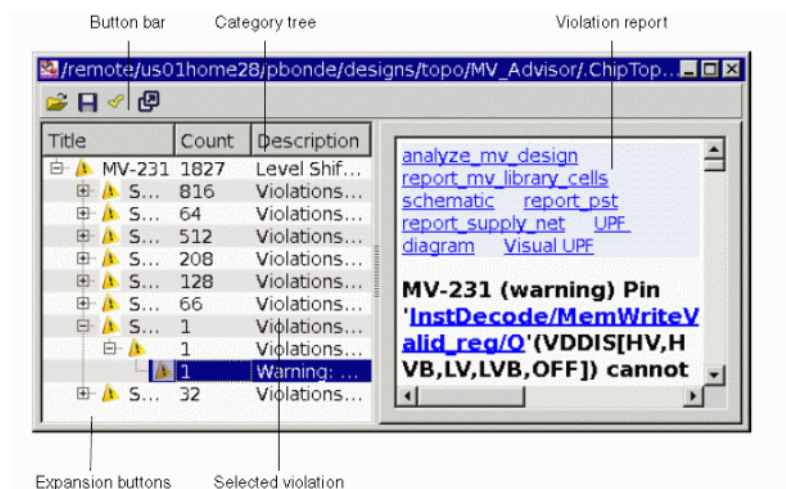 Button bar Category tree Violation report
/remote/us01home28/pbonde/designs/topo/MV_Advisor/.ChipTop...
Title Count Description
MV-231 1827 Level Shif...
S... 816 Violations...
S... 64 Violations...
S... 512 Violations...
S... 208 Violations...
S... 128 Violations...
S... 66 Violations...
S... 1 Violations...
1 Violations...
1 Warning: ...
S... 32 Violations...
analyze_mv_design
report_mv_library_cells
schematic report_pst
report_supply_net UPF
diagram Visual UPF
MV-231 (warning) Pin
'InstDecode/MemWriteV
alid_reg/Q'(VDDIS[HV,H
VB,LV,LVB,OFF]) cannot
Expansion buttons Selected violation